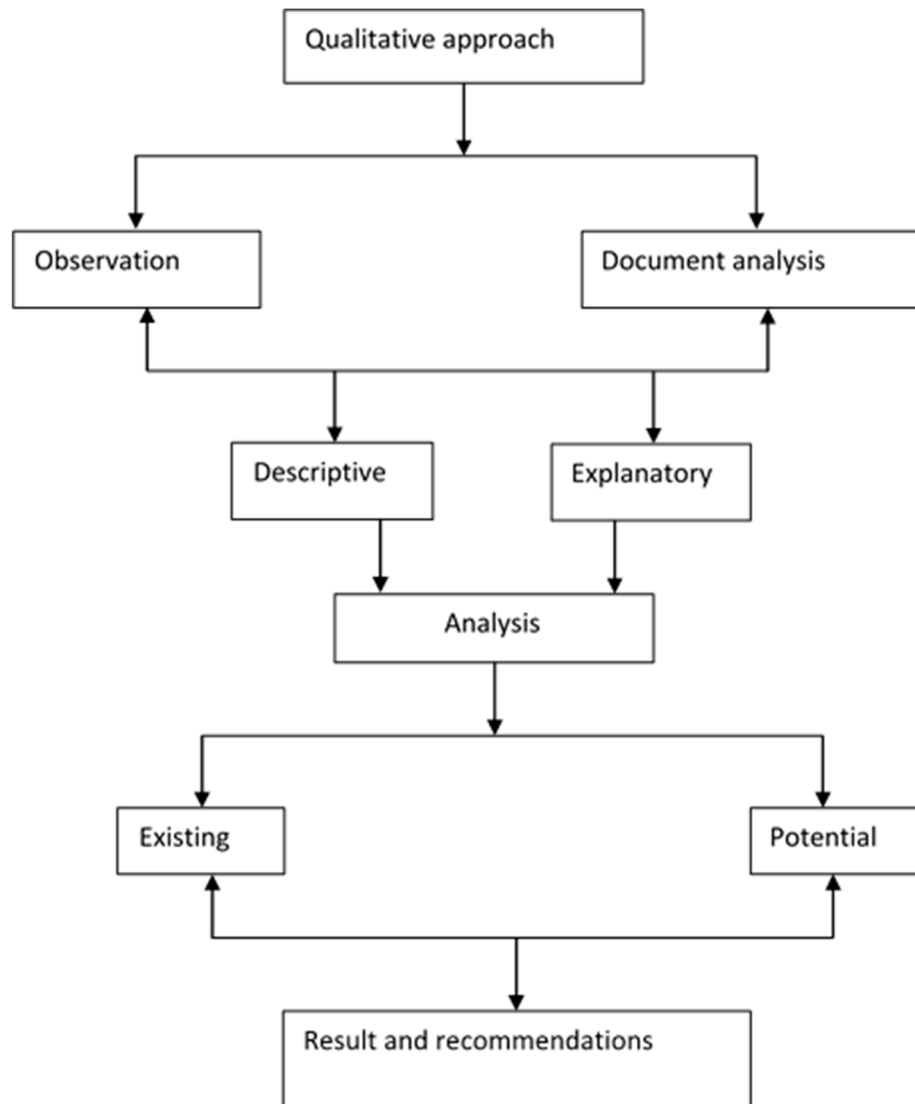 Qualitative approach
Observation
Document analysis
Descriptive
Explanatory
Analysis
Existing
Potential
Result and recommendations